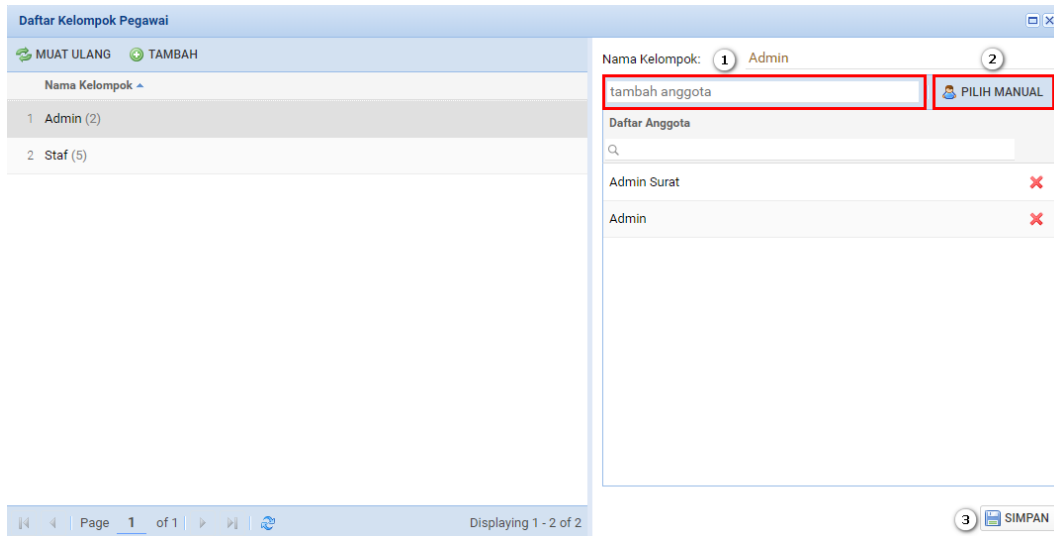 Daftar Kelompok Pegawai
MUAT ULANG TAMBAH
Nama Kelompok
1 Admin (2)
2 Staf (5)
Page 1 of 1 Displaying 1 - 2 of 2
Nama Kelompok: 1 Admin 2
tambah anggota PILIH MANUAL
Daftar Anggota
Admin Surat
Admin
3 SIMPAN